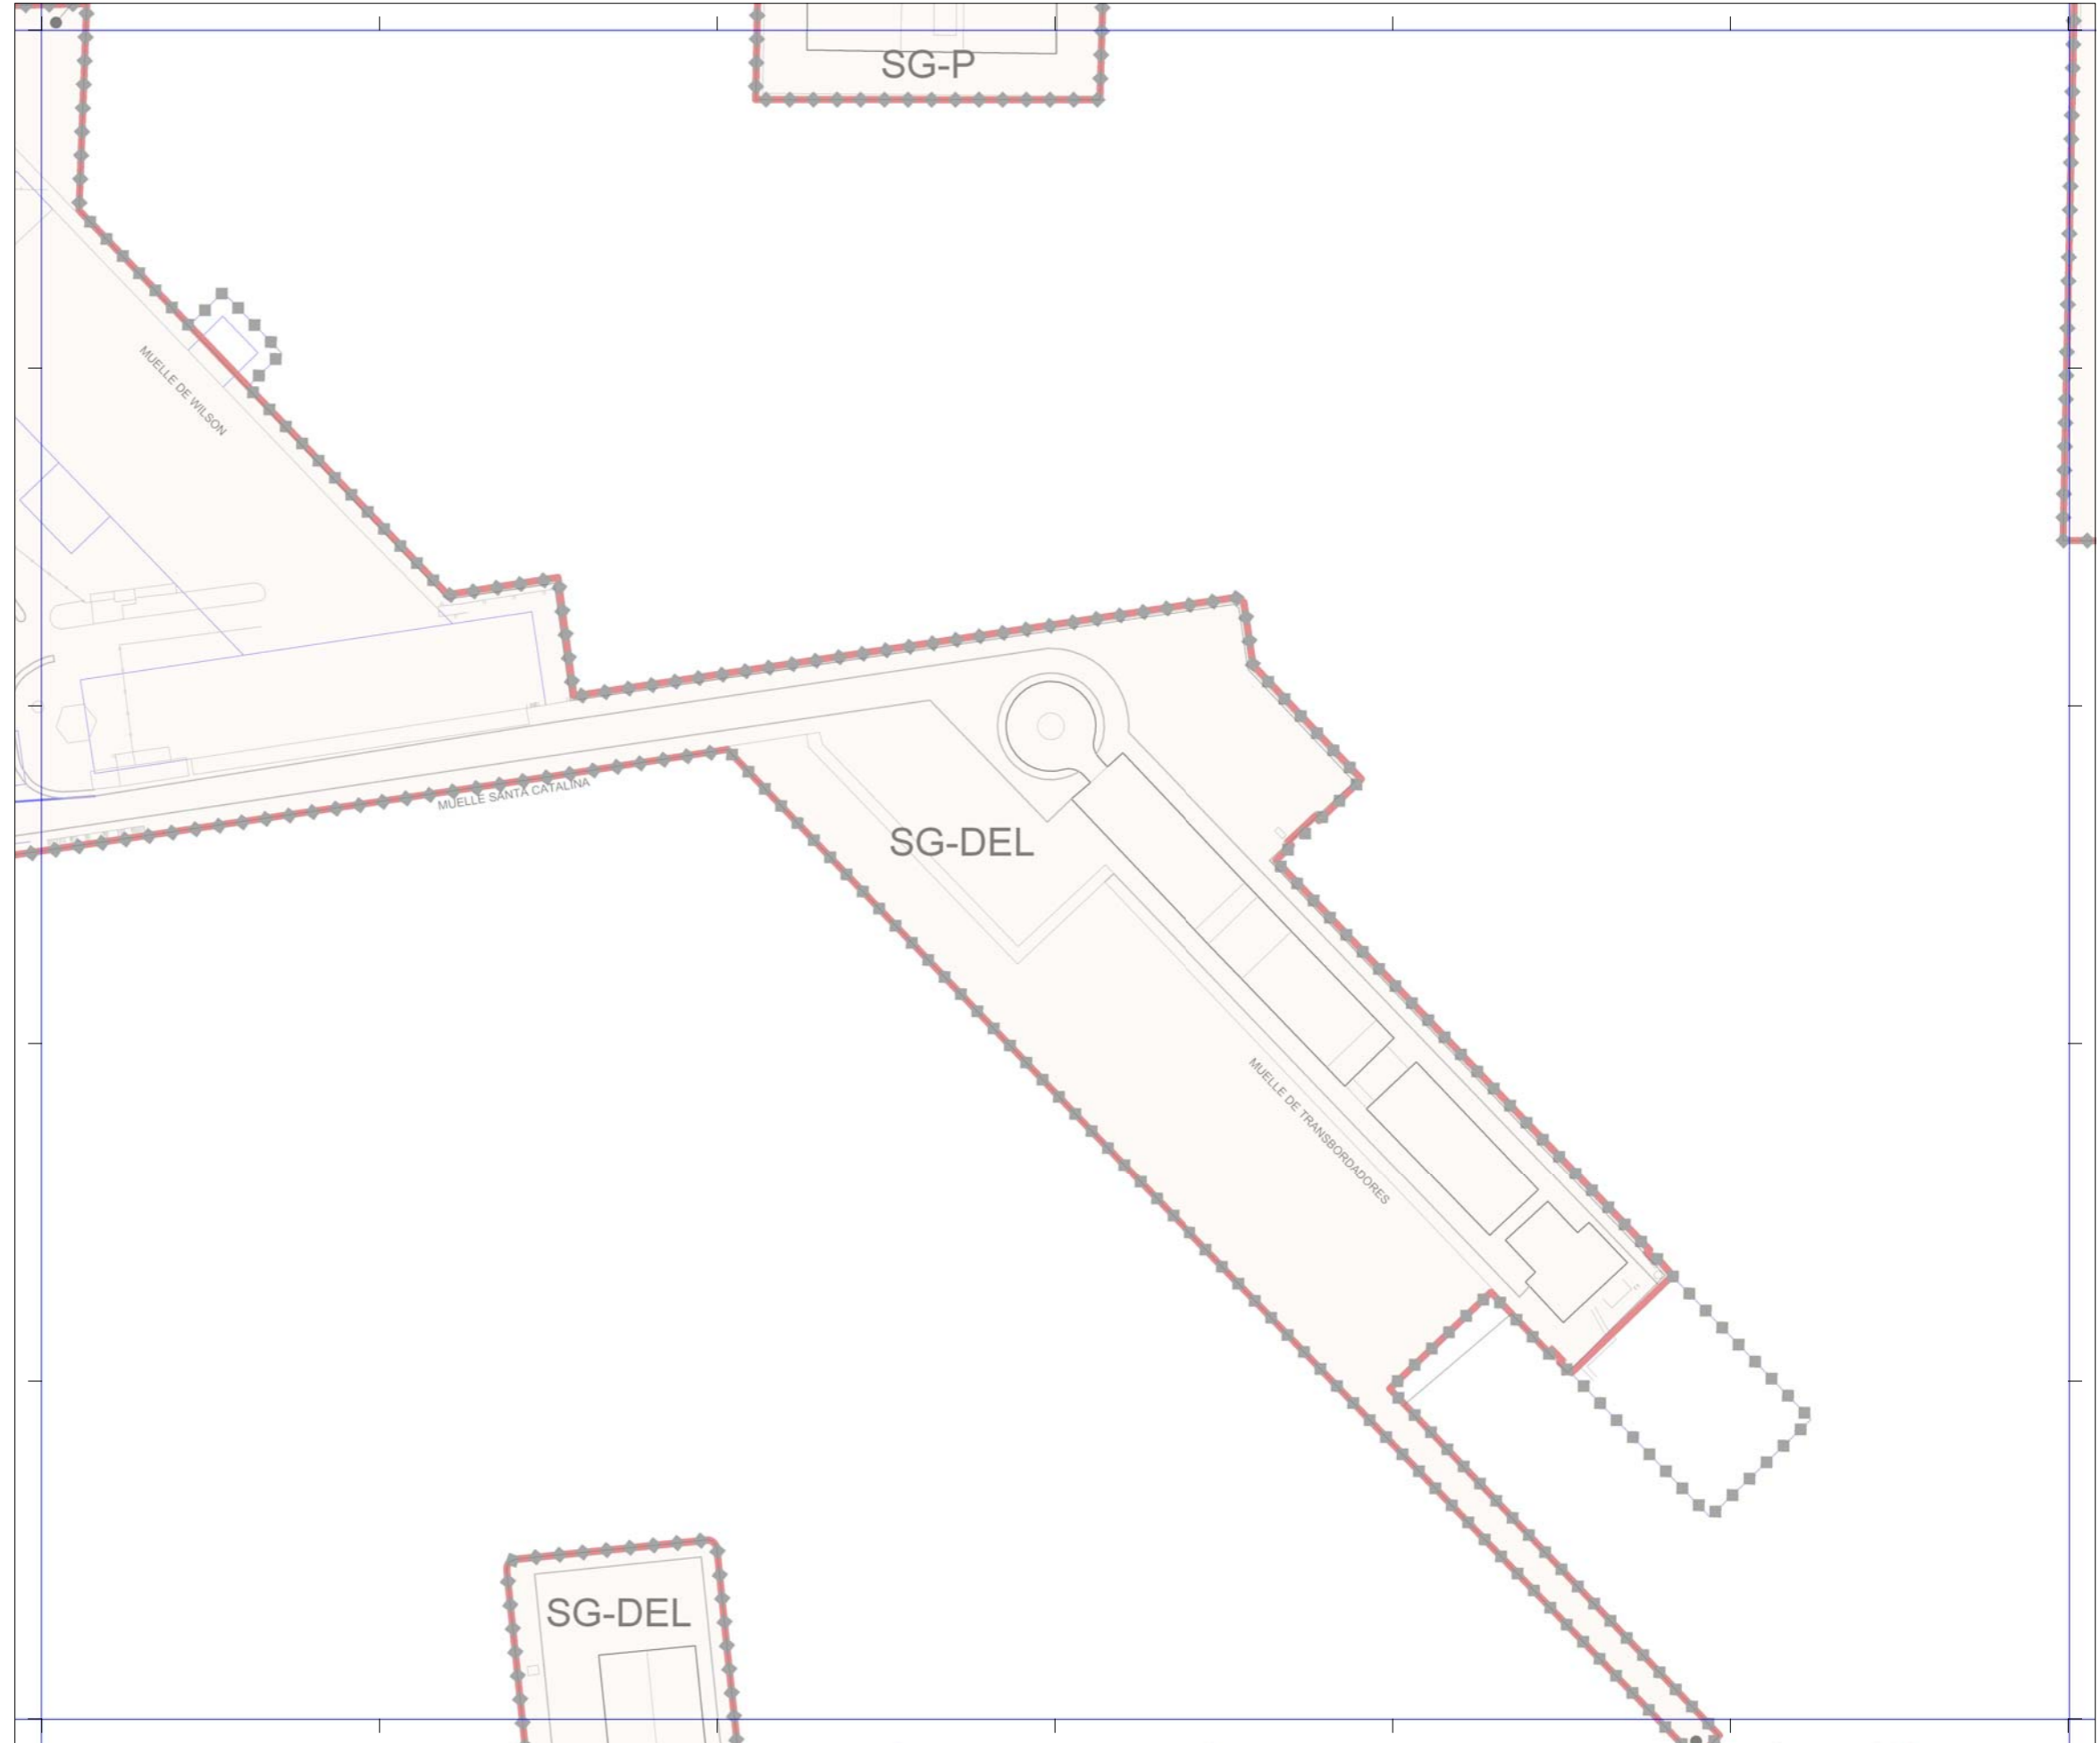 SG-P
MUELLE DE WILSON
MUELLE SANTA CATALINA
SG-DEL
MUELLE DE TRANSBORDADORES
SG-DEL